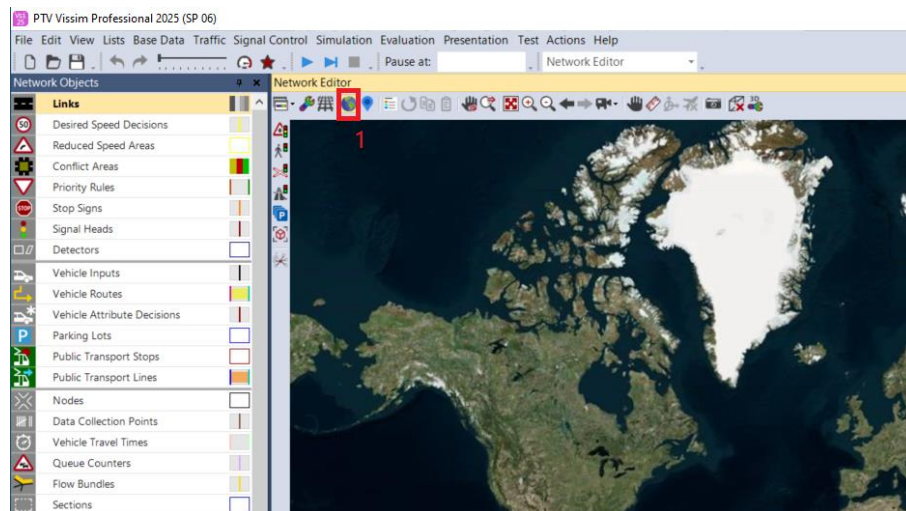 PTV Vissim Professional 2025 (SP 06)
File Edit View Lists Base Data Traffic Signal Control Simulation Evaluation Presentation Test Actions Help
Pause at: Network Editor
Network Objects
Network Editor
Links
1
Desired Speed Decisions
Reduced Speed Areas
Conflict Areas
Priority Rules
STOP Stop Signs
Signal Heads
Detectors
Vehicle Inputs
Vehicle Routes
Vehicle Attribute Decisions
P Parking Lots
Public Transport Stops
Public Transport Lines
Nodes
Data Collection Points
Vehicle Travel Times
Queue Counters
Flow Bundles
Sections